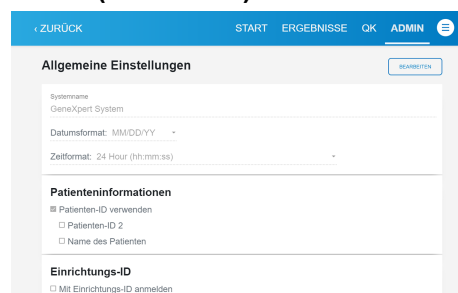 ‹ ZURÜCK START ERGEBNISSE QK ADMIN
Allgemeine Einstellungen BEARBEITEN
Systemname
GeneXpert System
Datumsformat: MM/DD/YY
Zeitformat: 24 Hour (hh:mm:ss)
Patienteninformationen
Patienten-ID verwenden
Patienten-ID 2
Name des Patienten
Einrichtungs-ID
Mit Einrichtungs-ID anmelden